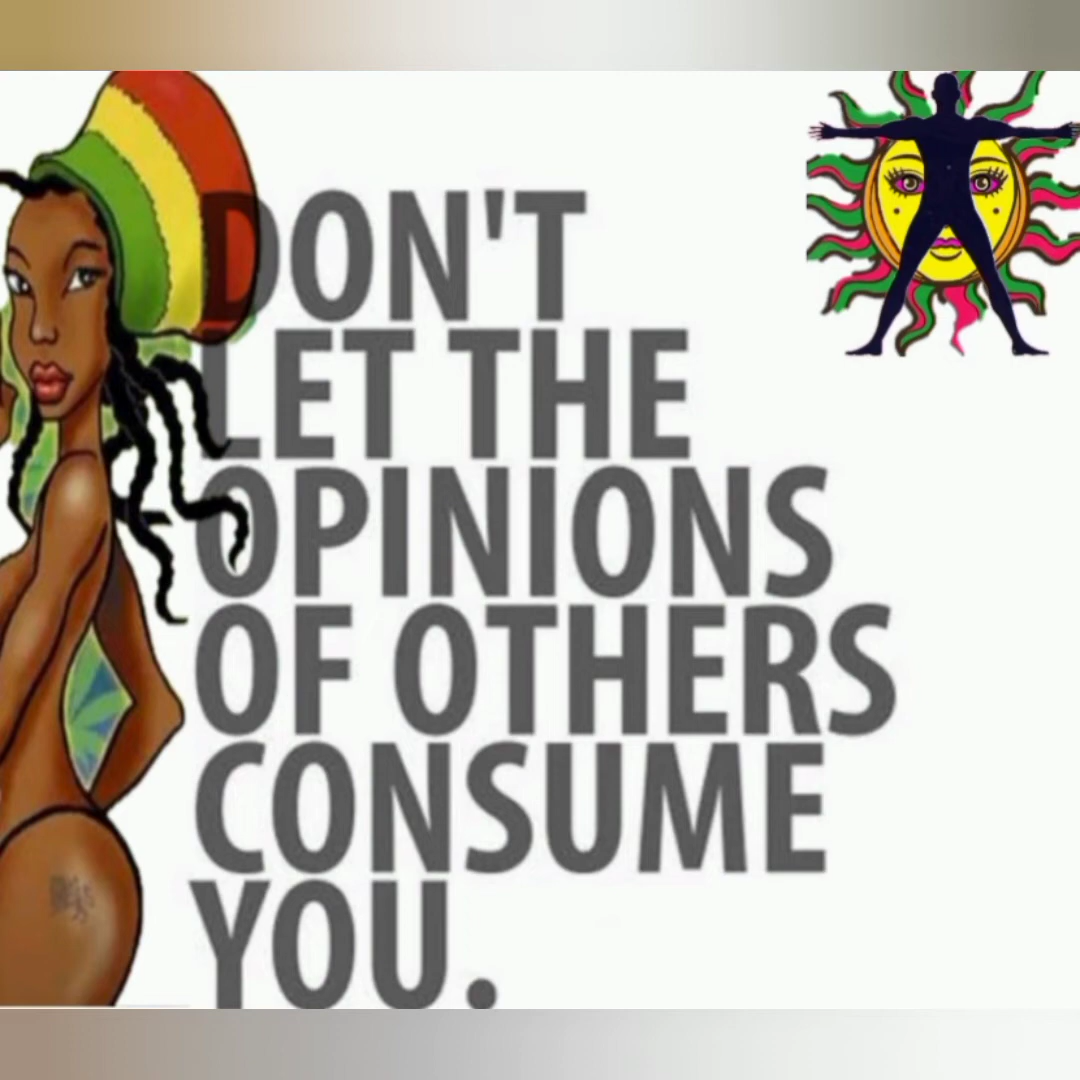 DON'T
LET THE
OPINIONS
OF OTHERS
CONSUME
YOU.